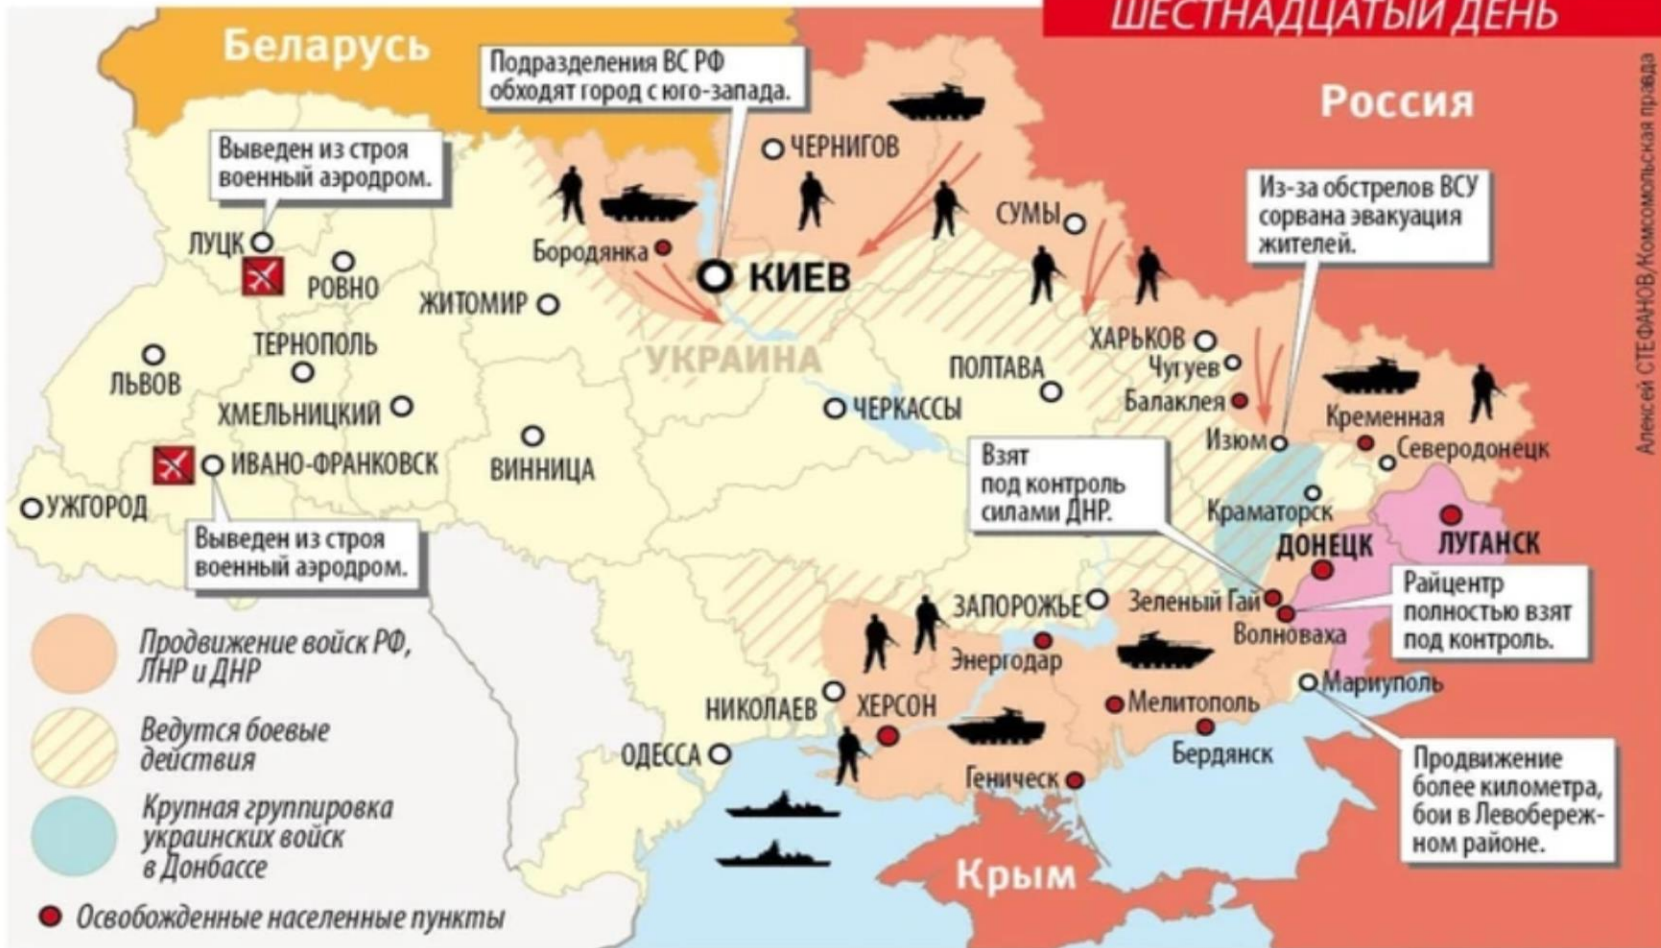 ШЕСТНАДЦАТЫЙ ДЕНЬ
Беларусь
Россия
Подразделения ВС РФ
обходят город с юго-запада.
Выведен из строя
военный аэродром.
Из-за обстрелов ВСУ
сорвана эвакуация
жителей.
ЧЕРНИГОВ
СУМЫ
ЛУЦК
РОВНО
Бородянка
КИЕВ
ЖИТОМИР
УКРАИНА
ТЕРНОПОЛЬ
ЛЬВОВ
ХМЕЛЬНИЦКИЙ
ПОЛТАВА
ХАРЬКОВ
Чугуев
Балаклея
ЧЕРКАССЫ
Изюм
Кременная
Северодонецк
ИВАНО-ФРАНКОВСК
ВИННИЦА
УЖГОРОД
Взят
под контроль
силами ДНР.
Краматорск
ДОНЕЦК
ЛУГАНСК
Выведен из строя
военный аэродром.
Райцентр
полностью взят
под контроль.
ЗАПОРОЖЬЕ
Зеленый Гай
Волноваха
Энергодар
Мариуполь
НИКОЛАЕВ
ХЕРСОН
Мелитополь
Бердянск
ОДЕССА
Геническ
Продвижение
более километра,
бои в Левобереж-
ном районе.
Крым
Продвижение войск РФ,
ЛНР и ДНР
Ведутся боевые
действия
Крупная группировка
украинских войск
в Донбассе
Освобожденные населенные пункты
Алексей СТЕФАНОВ/Комсомольская правда